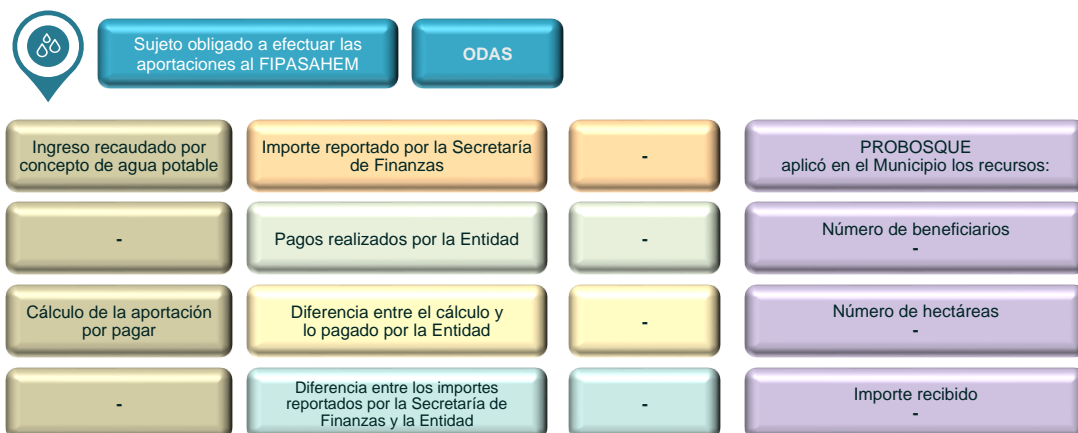 Sujeto obligado a efectuar las
aportaciones al FIPASAHEM
ODAS
Ingreso recaudado por
concepto de agua potable
Importe reportado por la Secretaría
de Finanzas
-
PROBOSQUE
aplicó en el Municipio los recursos:
-
Pagos realizados por la Entidad
-
Número de beneficiarios
-
Cálculo de la aportación
por pagar
Diferencia entre el cálculo y
lo pagado por la Entidad
-
Número de hectáreas
-
-
Diferencia entre los importes
reportados por la Secretaría de
Finanzas y la Entidad
-
Importe recibido
-